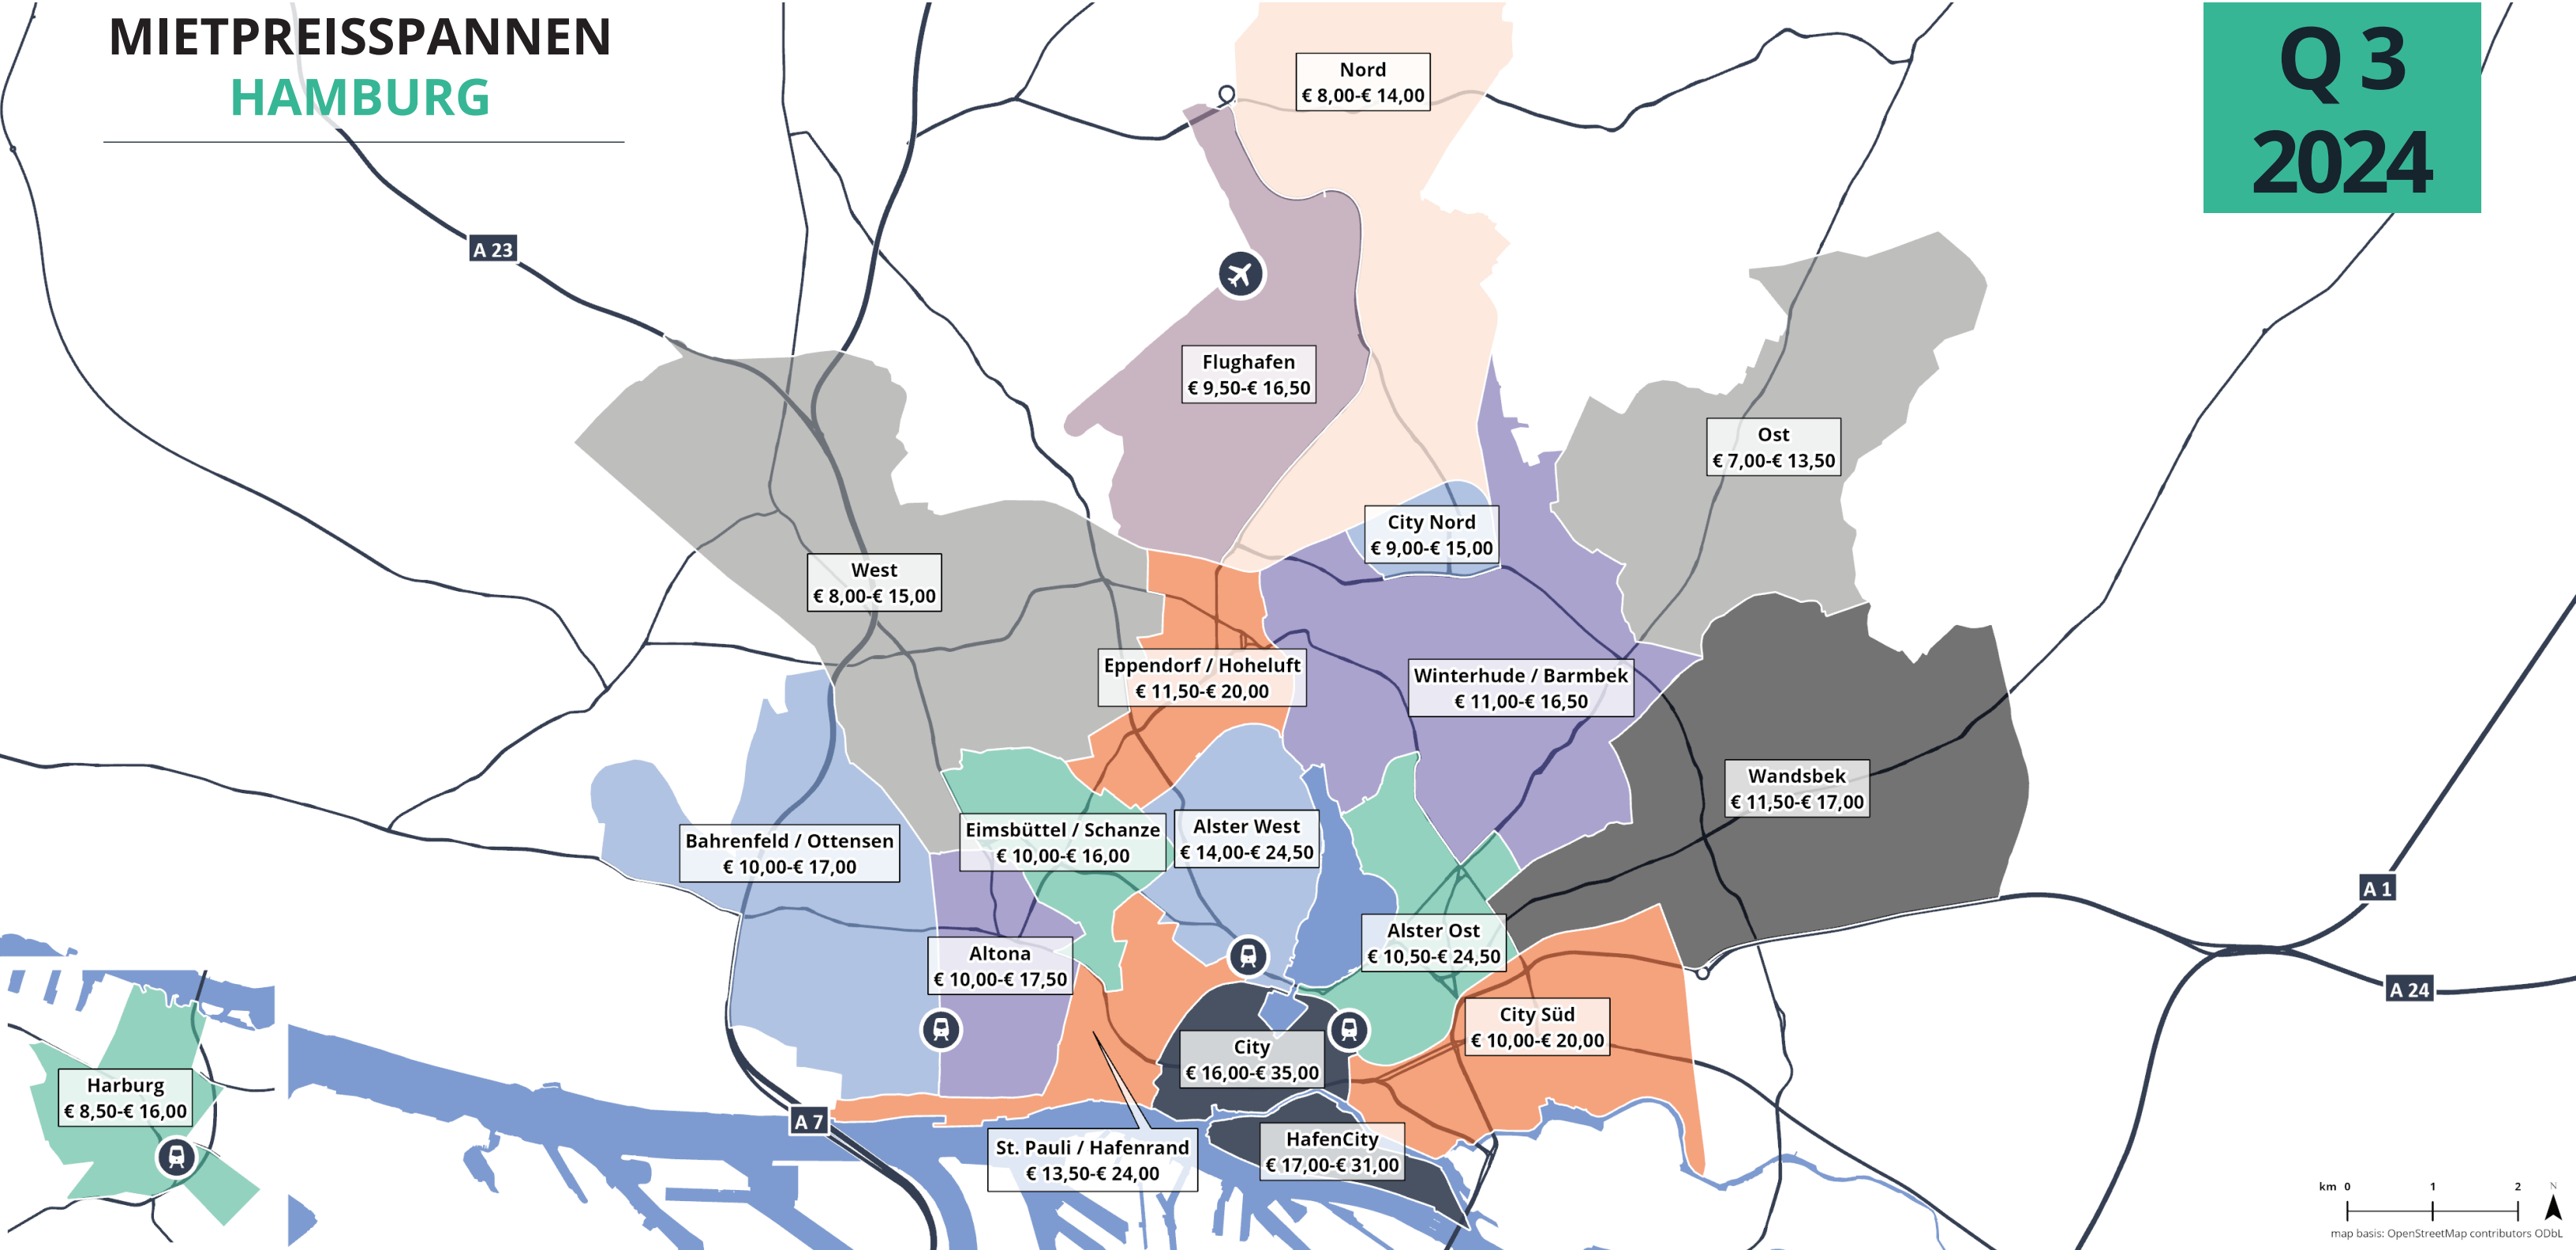 MIETPREISSPANNEN
HAMBURG
Q 3
2024
Nord
€ 8,00-€ 14,00
A 23
Flughafen
€ 9,50-€ 16,50
Ost
€ 7,00-€ 13,50
City Nord
€ 9,00-€ 15,00
West
€ 8,00-€ 15,00
Eppendorf / Hoheluft
€ 11,50-€ 20,00
Winterhude / Barmbek
€ 11,00-€ 16,50
Wandsbek
€ 11,50-€ 17,00
Bahrenfeld / Ottensen
€ 10,00-€ 17,00
Eimsbüttel / Schanze
€ 10,00-€ 16,00
Alster West
€ 14,00-€ 24,50
A 1
Alster Ost
€ 10,50-€ 24,50
Altona
€ 10,00-€ 17,50
A 24
City Süd
€ 10,00-€ 20,00
City
€ 16,00-€ 35,00
Harburg
€ 8,50-€ 16,00
A 7
St. Pauli / Hafenrand
€ 13,50-€ 24,00
HafenCity
€ 17,00-€ 31,00
km 0 1 2 N
map basis: OpenStreetMap contributors ODbL